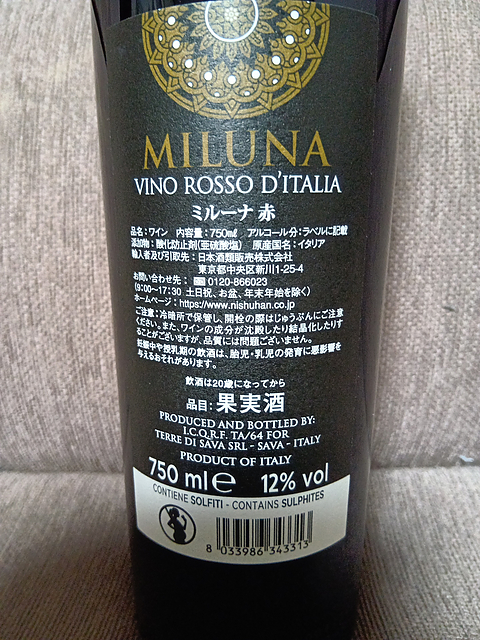 MILUNA
VINO ROSSO D'ITALIA
ミルーナ 赤
品名：ワイン 内容量：750㎖ アルコール分：ラベルに記載
添加物：酸化防止剤(亜硫酸塩) 原産国名：イタリア
輸入者及び引取先：日本酒類販売株式会社
東京都中央区新川1-25-4
お問い合わせ先： 0120-866023
(9:00～17:30 土日祝、お盆、年末年始を除く)
ホームページ：https://www.nishuhan.co.jp
ご注意：冷暗所で保管し、開栓の際はじゅうぶんにご注意
ください。また、ワインの成分が沈殿したり結晶化したりす
ることがございますが、品質には問題ございません。
妊娠中や授乳期の飲酒は、胎児・乳児の発育に悪影響を
与えるおそれがあります。
飲酒は20歳になってから
品目：果実酒
PRODUCED AND BOTTLED BY:
I.C.Q.R.F. TA/64 FOR
TERRE DI SAVA SRL - SAVA - ITALY
PRODUCT OF ITALY
750 ml e 12% vol
CONTIENE SOLFITI - CONTAINS SULPHITES
8 033986 343313